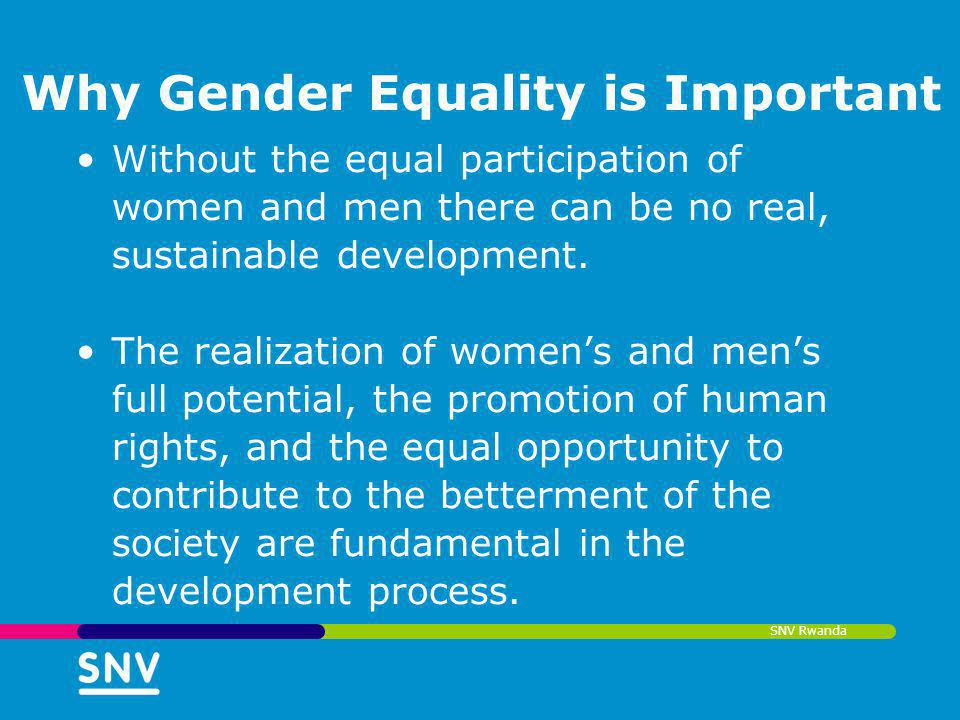 Why Gender Equality is Important
• Without the equal participation of
women and men there can be no real,
sustainable development.
• The realization of women’s and men’s
full potential, the promotion of human
rights, and the equal opportunity to
contribute to the betterment of the
society are fundamental in the
development process.
SNV Rwanda
SNV